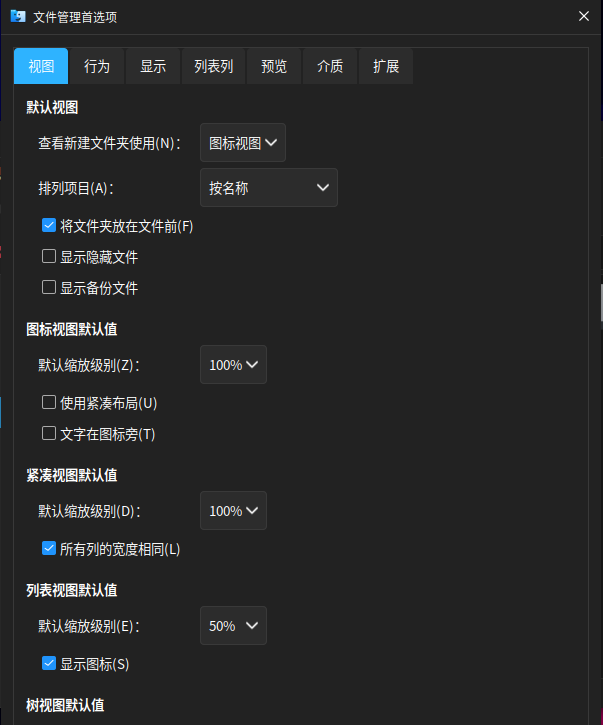 文件管理首选项
视图 行为 显示 列表列 预览 介质 扩展
默认视图
查看新建文件夹使用(N)： 图标视图
排列项目(A)： 按名称
将文件夹放在文件前(F)
显示隐藏文件
显示备份文件
图标视图默认值
默认缩放级别(Z)： 100%
使用紧凑布局(U)
文字在图标旁(T)
紧凑视图默认值
默认缩放级别(D)： 100%
所有列的宽度相同(L)
列表视图默认值
默认缩放级别(E)： 50%
显示图标(S)
树视图默认值